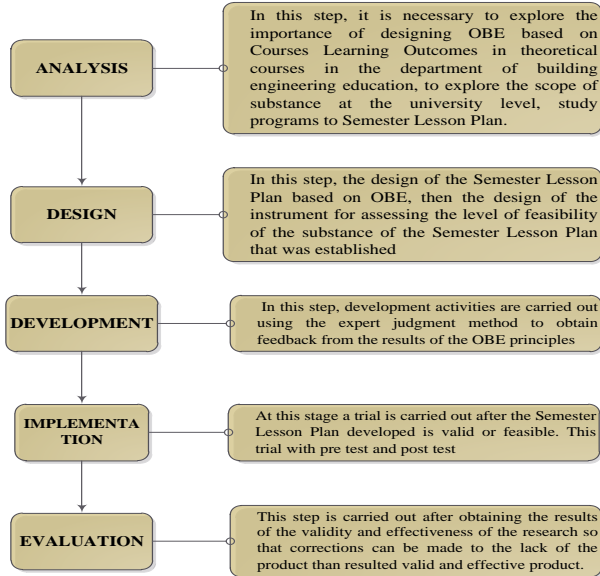 ANALYSIS
In this step, it is necessary to explore the
importance of designing OBE based on
Courses Learning Outcomes in theoretical
courses in the department of building
engineering education, to explore the scope of
substance at the university level, study
programs to Semester Lesson Plan.
DESIGN
In this step, the design of the Semester Lesson
Plan based on OBE, then the design of the
instrument for assessing the level of feasibility
of the substance of the Semester Lesson Plan
that was established
DEVELOPMENT
In this step, development activities are carried out
using the expert judgment method to obtain
feedback from the results of the OBE principles
IMPLEMENTA
TION
At this stage a trial is carried out after the Semester
Lesson Plan developed is valid or feasible. This
trial with pre test and post test
EVALUATION
This step is carried out after obtaining the results
of the validity and effectiveness of the research so
that corrections can be made to the lack of the
product than resulted valid and effective product.